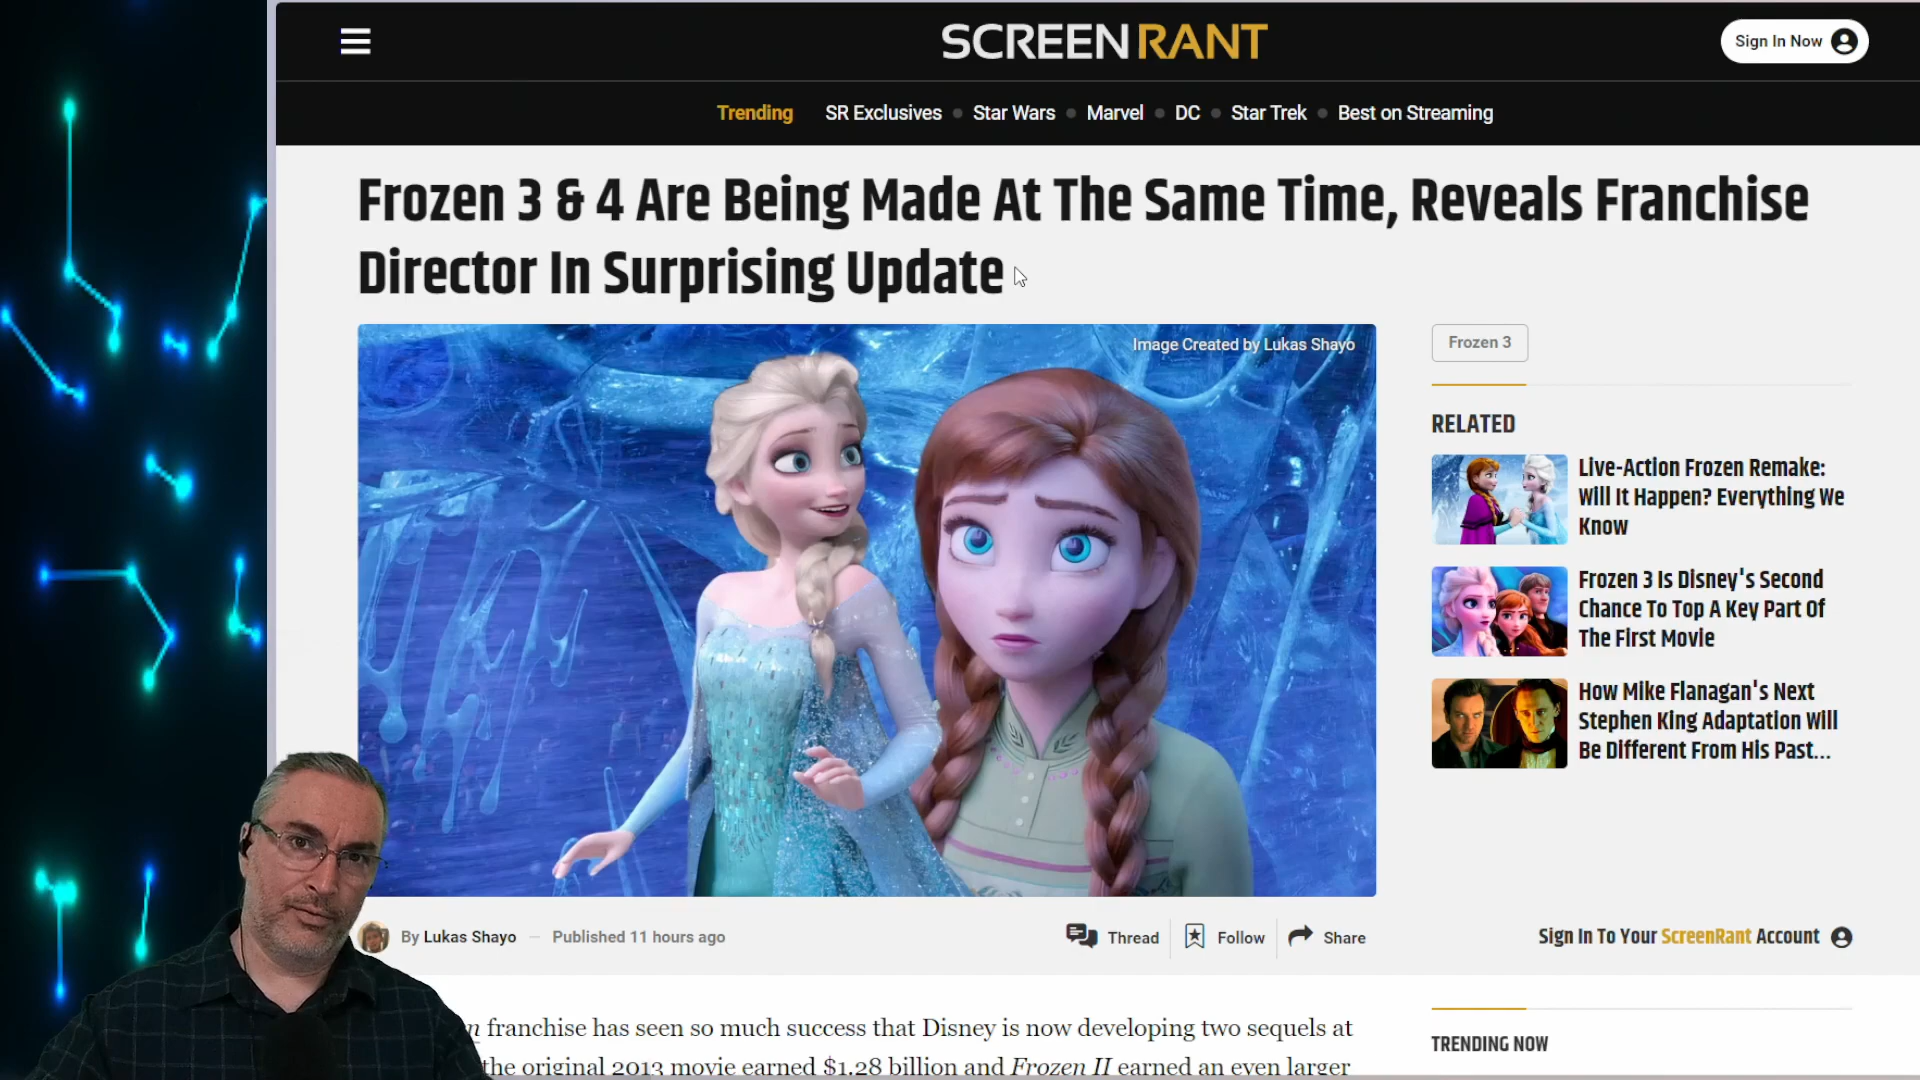 SCREENRANT
Sign In Now
Trending
SR Exclusives • Star Wars • Marvel • DC • Star Trek • Best on Streaming
Frozen 3 & 4 Are Being Made At The Same Time, Reveals Franchise
Director In Surprising Update
Image Created by Lukas Shayo
Frozen 3
RELATED
Live-Action Frozen Remake:
Will It Happen? Everything We
Know
Frozen 3 Is Disney's Second
Chance To Top A Key Part Of
The First Movie
How Mike Flanagan's Next
Stephen King Adaptation Will
Be Different From His Past...
By Lukas Shayo — Published 11 hours ago
Thread
Follow
Share
Sign In To Your ScreenRant Account
franchise has seen so much success that Disney is now developing two sequels at
the original 2013 movie earned $1.28 billion and Frozen II earned an even larger
TRENDING NOW